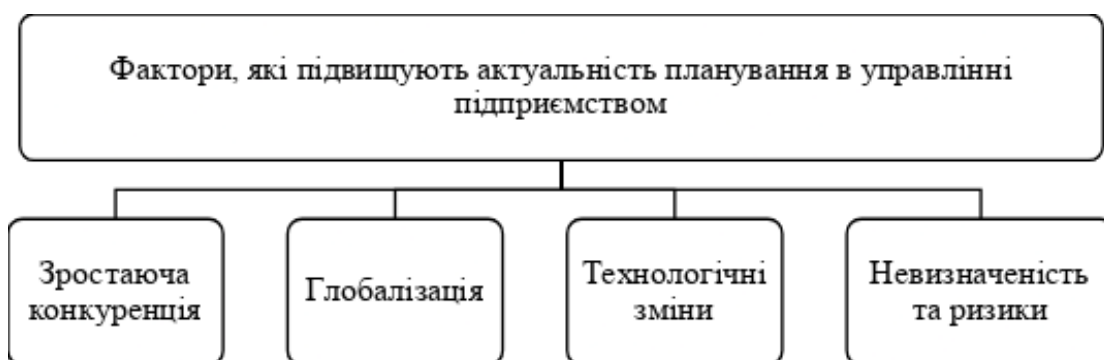 Фактори, які підвищують актуальність планування в управлінні
підприємством
Зростаюча
конкуренція
Глобалізація
Технологічні
зміни
Невизначеність
та ризики